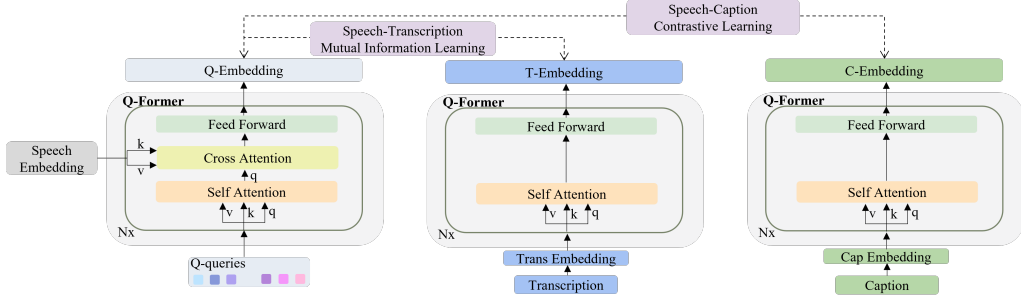 Speech-Caption
Contrastive Learning
Speech-Transcription
Mutual Information Learning
Q-Embedding
T-Embedding
C-Embedding
Q-Former
Feed Forward
Cross Attention
Self Attention
k
v
q
v
k
q
Nx
Speech
Embedding
Q-queries
Q-Former
Feed Forward
Self Attention
v
k
q
Nx
Trans Embedding
Transcription
Q-Former
Feed Forward
Self Attention
v
k
q
Nx
Cap Embedding
Caption